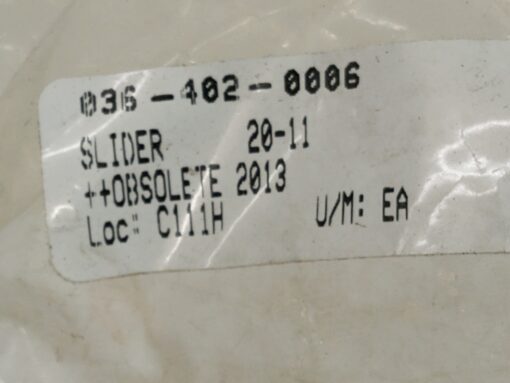 036-402-0006
SLIDER 20-11
++OBSOLETE 2013
Loc: C111H U/M: EA